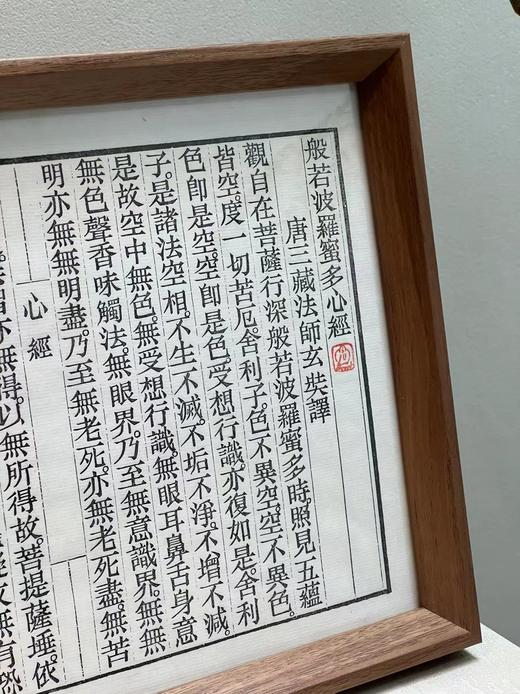 般若波羅蜜多心經
唐三藏法師玄奘譯
觀自在菩薩行深般若波羅蜜多時。照見五蘊
皆空。度一切苦厄。舍利子。色不異空。空不異色。
色卽是空。空卽是色。受想行識。亦復如是。舍利
子。是諸法空相。不生不滅。不垢不淨。不增不減。
是故空中無色。無受想行識。無眼耳鼻舌身意。
無色聲香味觸法。無眼界。乃至無意識界。無無
明。亦無無明盡。乃至無老死。亦無老死盡。無苦
心經
亦無得。以無所得故。菩提薩埵。依